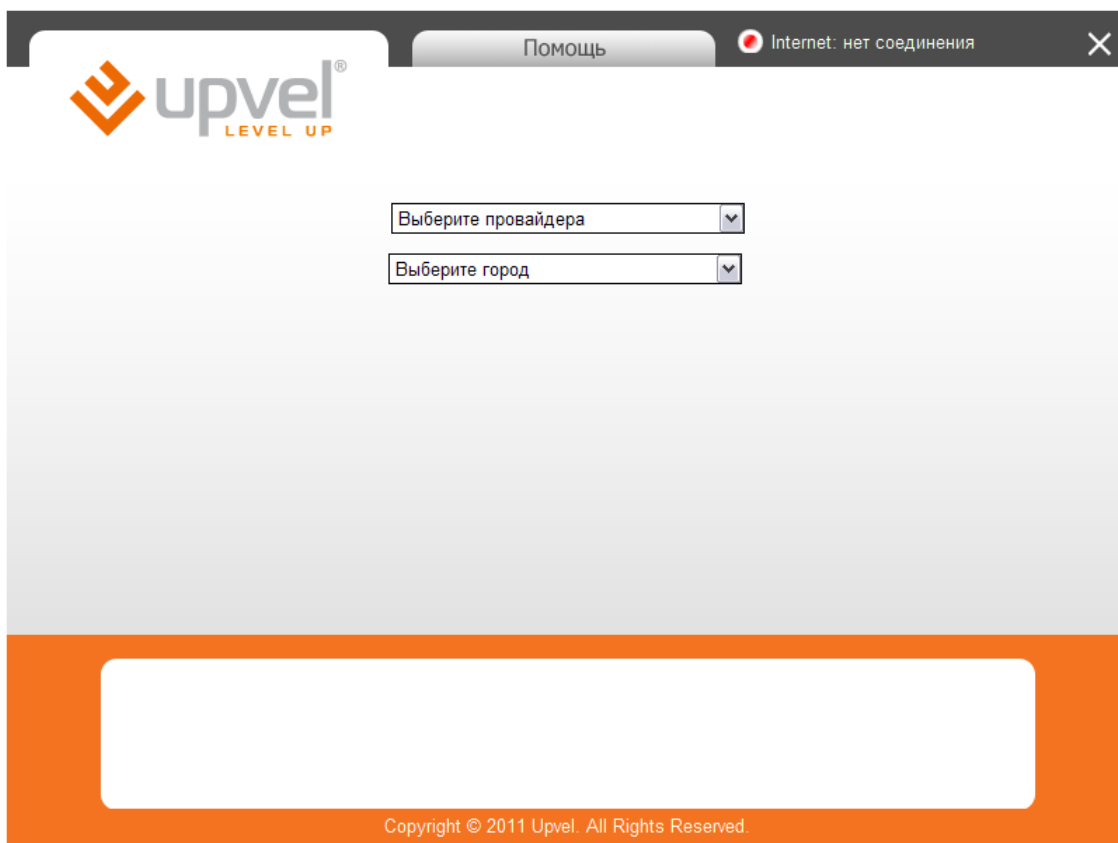 Помощь
Internet: нет соединения
upvel®
LEVEL UP
Выберите провайдера
Выберите город
Copyright © 2011 Upvel. All Rights Reserved.